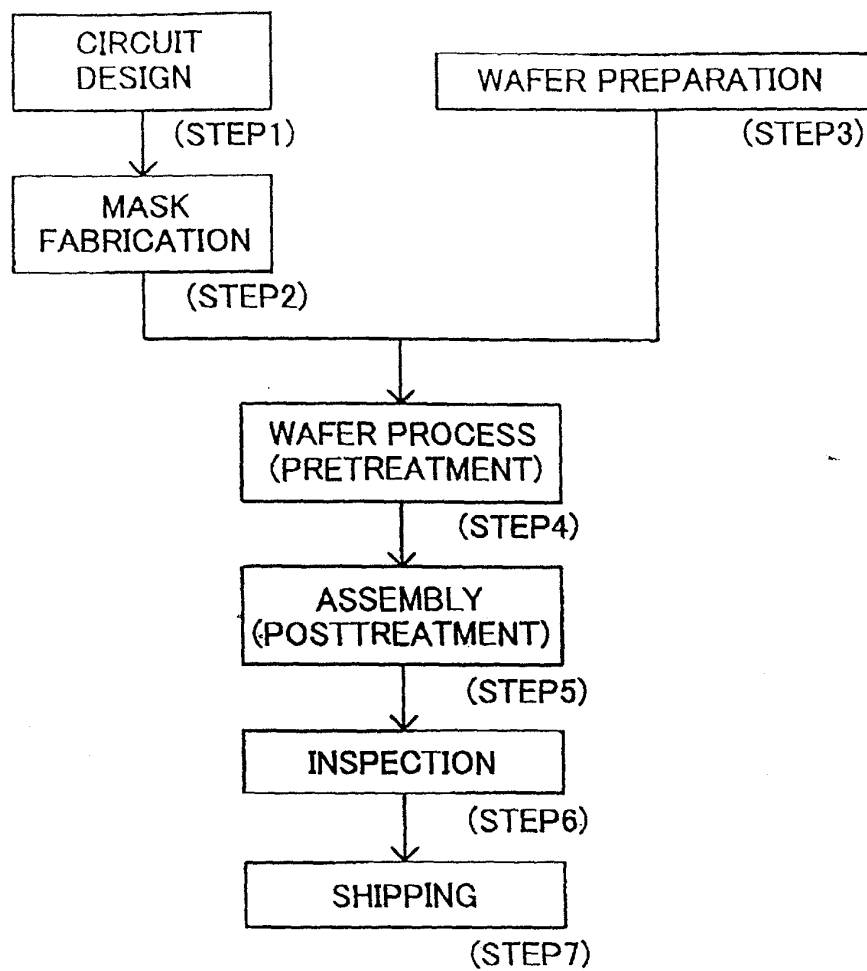 CIRCUIT
DESIGN
(STEP1)
MASK
FABRICATION
(STEP2)
WAFER PREPARATION
(STEP3)
WAFER PROCESS
(PRETREATMENT)
(STEP4)
ASSEMBLY
(POSTTREATMENT)
(STEP5)
INSPECTION
(STEP6)
SHIPPING
(STEP7)